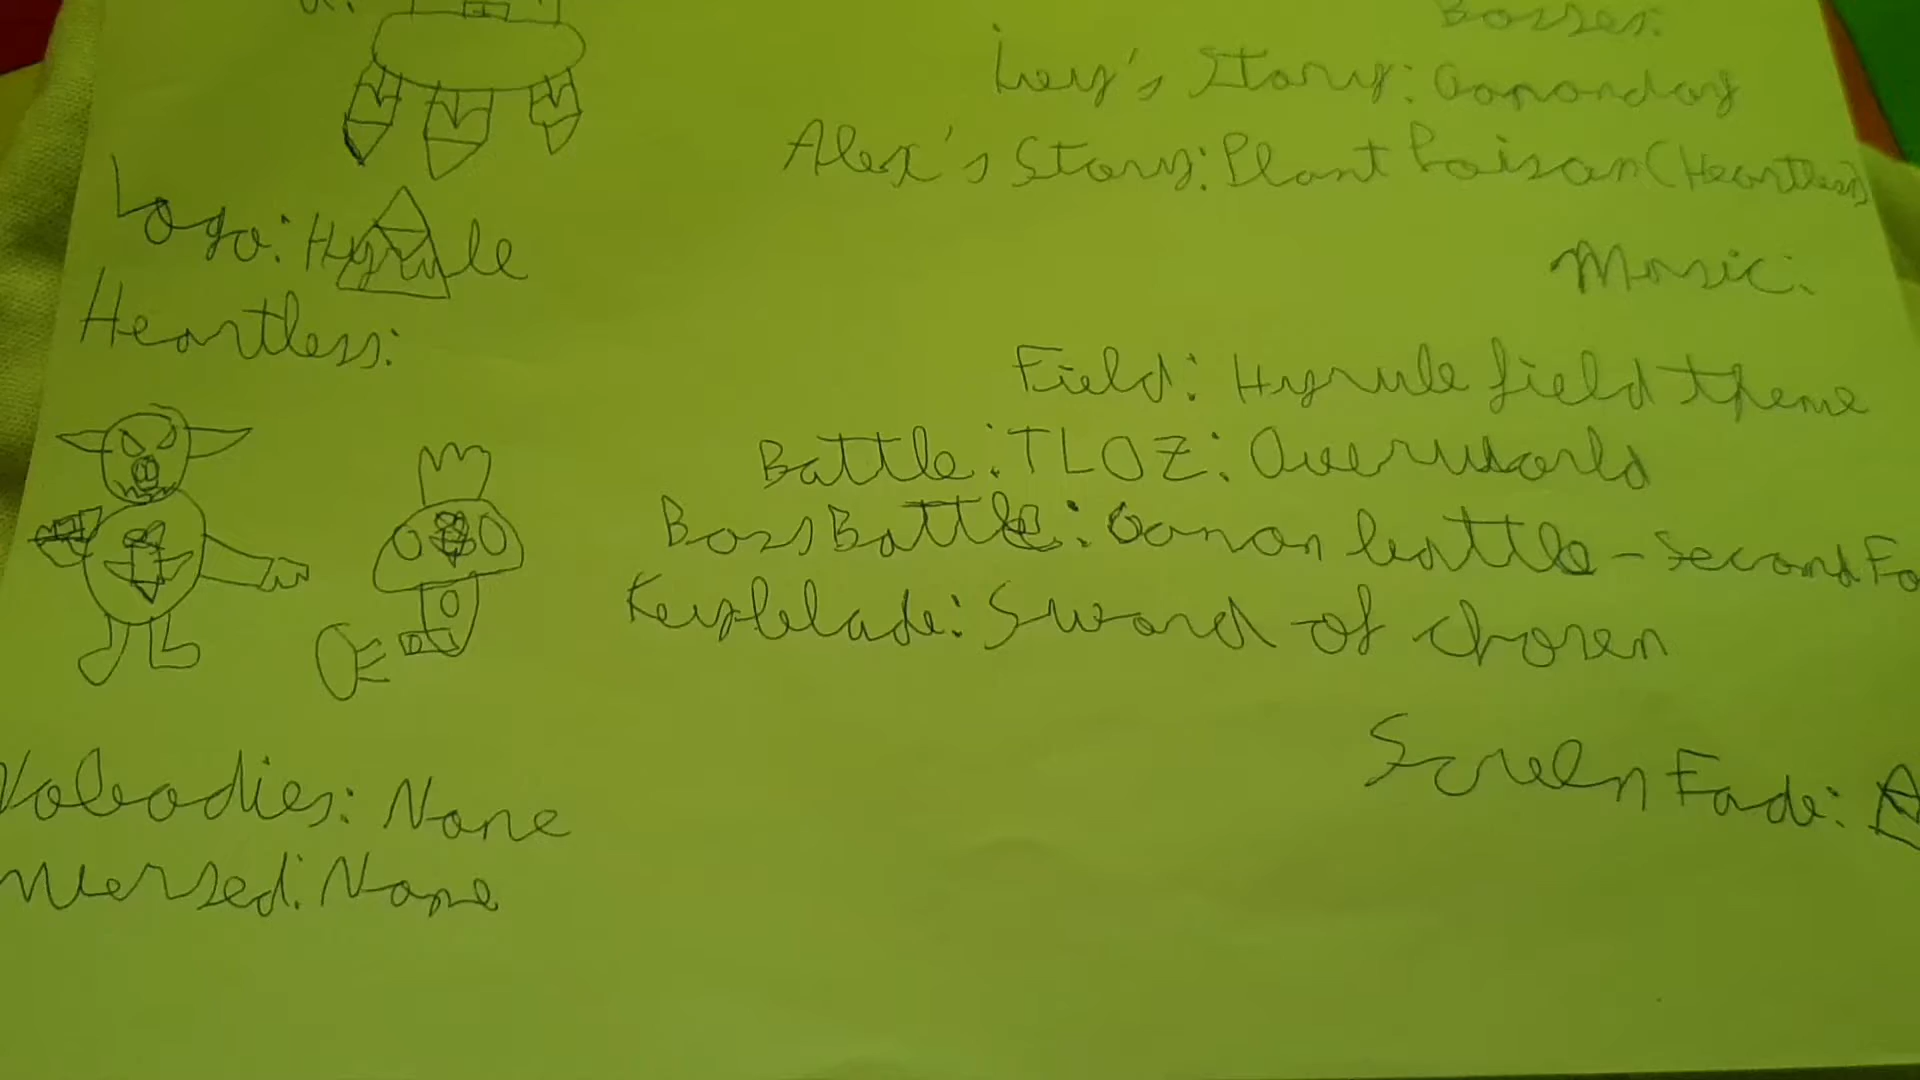 Bosses:
Ley's Story: Ganondorf
Alex's Story: Plant Poison (Heartless)
Logo: Hyrule
Heartless:
Music:
Field: Hyrule field theme
Battle: TLOZ: Overworld
Boss Battle: Ganon battle - Second Fo
Keyblade: Sword of chosen
Screen Fade:
Nobodies: None
nversed: None